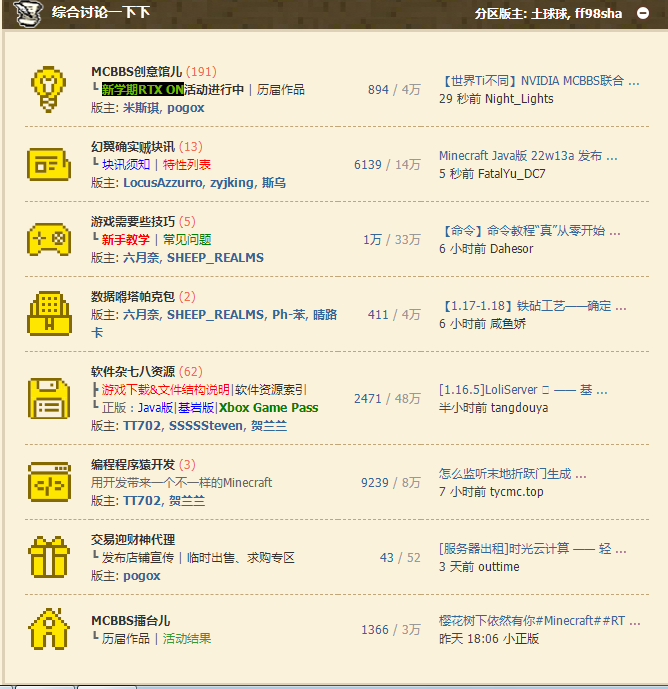 综合讨论一下下
分区版主: 土球球, ff98sha
MCBBS创意馆儿 (191)
┗ 新学期RTX ON活动进行中 | 历届作品
版主: 米斯琪, pogox
894 / 4万
【世界Ti不同】NVIDIA MCBBS联合 ...
29 秒前 Night_Lights
幻翼确实贼块讯 (13)
┗ 块讯须知 | 特性列表
版主: LocusAzzurro, zyjking, 斯乌
6139 / 14万
Minecraft Java版 22w13a 发布 ...
5 秒前 FatalYu_DC7
游戏需要些技巧 (5)
┗ 新手教学 | 常见问题
版主: 六月奈, SHEEP_REALMS
1万 / 33万
【命令】命令教程“真”从零开始 ...
6 小时前 Dahesor
数据嘚塔帕克包 (2)
版主: 六月奈, SHEEP_REALMS, Ph-苯, 晴路
卡
411 / 4万
【1.17-1.18】铁砧工艺——确定 ...
6 小时前 咸鱼娇
软件杂七八资源 (62)
┣ 游戏下载&文件结构说明|软件资源索引
┗ 正版 : Java版|基岩版|Xbox Game Pass
版主: TT702, SSSSSteven, 贺兰兰
2471 / 48万
[1.16.5]LoliServer —— 基 ...
半小时前 tangdouya
编程程序猿开发 (3)
用开发带来一个不一样的Minecraft
版主: TT702, 贺兰兰
9239 / 8万
怎么监听末地折跃门生成 ...
7 小时前 tycmc.top
交易迎财神代理
┗ 发布店铺宣传 | 临时出售、求购专区
版主: pogox
43 / 52
[服务器出租]时光云计算 —— 轻 ...
3 天前 outtime
MCBBS擂台儿
┗ 历届作品 | 活动结果
1366 / 3万
樱花树下依然有你#Minecraft##RT ...
昨天 18:06 小正版